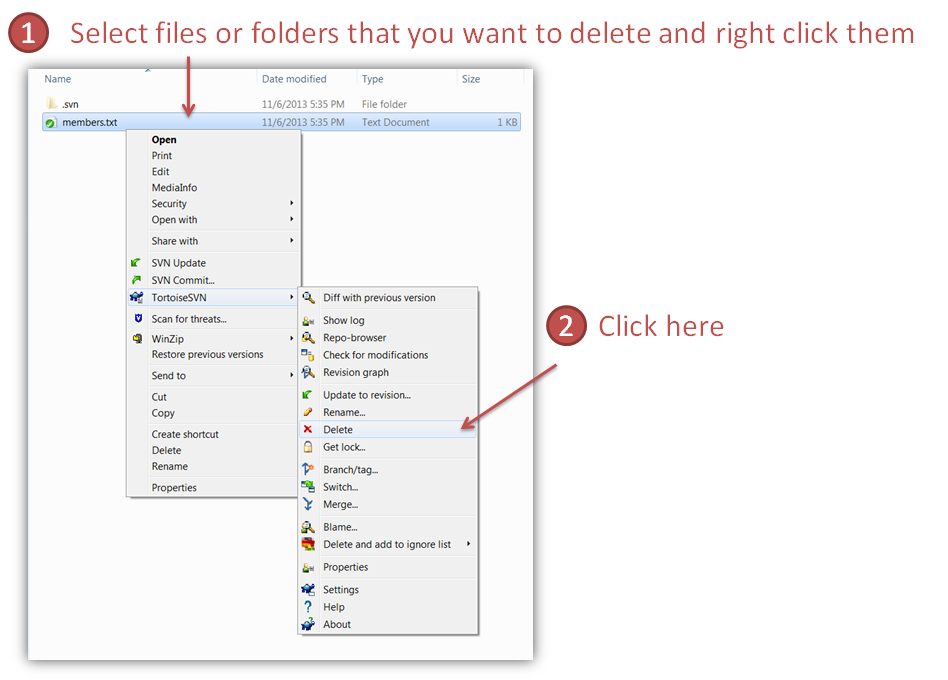 1 Select files or folders that you want to delete and right click them
Name Date modified Type Size
.svn 11/6/2013 5:35 PM File folder
members.txt 11/6/2013 5:35 PM Text Document 1 KB
Open
Print
Edit
MediaInfo
Security
Open with
Share with
SVN Update
SVN Commit...
TortoiseSVN
Scan for threats...
WinZip
Restore previous versions
Send to
Cut
Copy
Create shortcut
Delete
Rename
Properties
Diff with previous version
Show log
Repo-browser
Check for modifications
Revision graph
Update to revision...
Rename...
Delete
Get lock...
Branch/tag...
Switch...
Merge...
Blame...
Delete and add to ignore list
Properties
Settings
Help
About
2 Click here